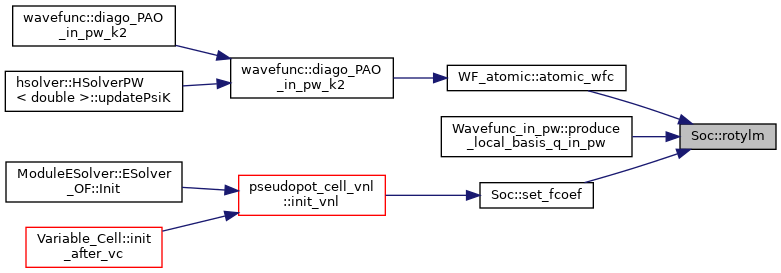 wavefunc::diago_PAO
_in_pw_k2
hsolver::HSolverPW
< double >::updatePsiK
wavefunc::diago_PAO
_in_pw_k2
WF_atomic::atomic_wfc
Wavefunc_in_pw::produce
_local_basis_q_in_pw
Soc::rotylm
ModuleESolver::ESolver
_OF::Init
pseudopot_cell_vnl
::init_vnl
Soc::set_fcoef
Variable_Cell::init
_after_vc